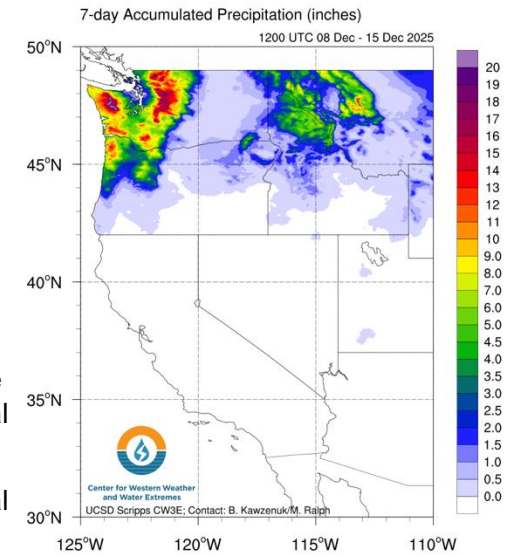 7-day Accumulated Precipitation (inches)
1200 UTC 08 Dec - 15 Dec 2025
50°N
45°N
40°N
35°N
30°N
125°W
120°W
115°W
110°W
20
19
18
17
16
15
14
13
12
11
10
9.0
8.0
7.0
6.0
5.0
4.5
4.0
3.5
3.0
2.5
2.0
1.5
1.0
0.5
0.0
al
al
Center for Western Weather
and Water Extremes
UCSD Scripps CW3E; Contact: B. Kawzenuk/M. Ralph